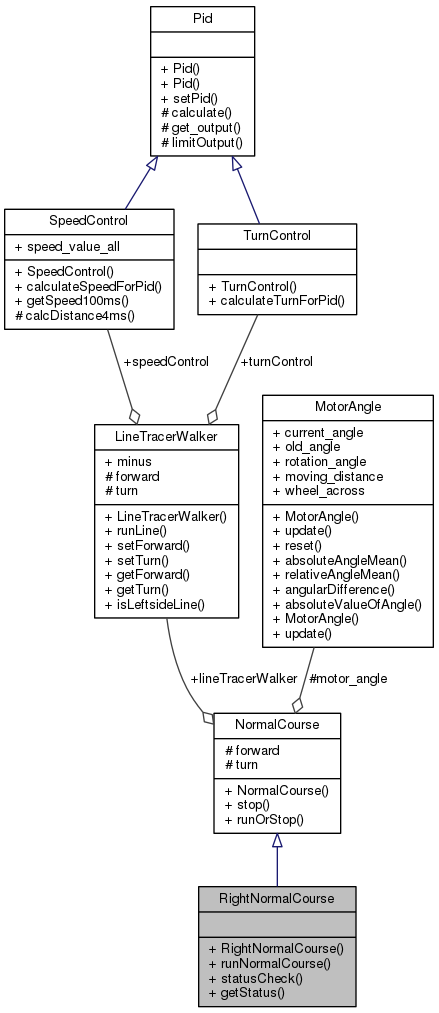 Pid
+ Pid()
+ Pid()
+ setPid()
# calculate()
# get_output()
# limitOutput()
SpeedControl
+ speed_value_all
+ SpeedControl()
+ calculateSpeedForPid()
+ getSpeed100ms()
# calcDistance4ms()
TurnControl
+ TurnControl()
+ calculateTurnForPid()
+speedControl
+turnControl
LineTracerWalker
+ minus
# forward
# turn
+ LineTracerWalker()
+ runLine()
+ setForward()
+ setTurn()
+ getForward()
+ getTurn()
+ isLeftsideLine()
MotorAngle
+ current_angle
+ old_angle
+ rotation_angle
+ moving_distance
+ wheel_across
+ MotorAngle()
+ update()
+ reset()
+ absoluteAngleMean()
+ relativeAngleMean()
+ angularDifference()
+ absoluteValueOfAngle()
+ MotorAngle()
+ update()
+lineTracerWalker
#motor_angle
NormalCourse
# forward
# turn
+ NormalCourse()
+ stop()
+ runOrStop()
RightNormalCourse
+ RightNormalCourse()
+ runNormalCourse()
+ statusCheck()
+ getStatus()